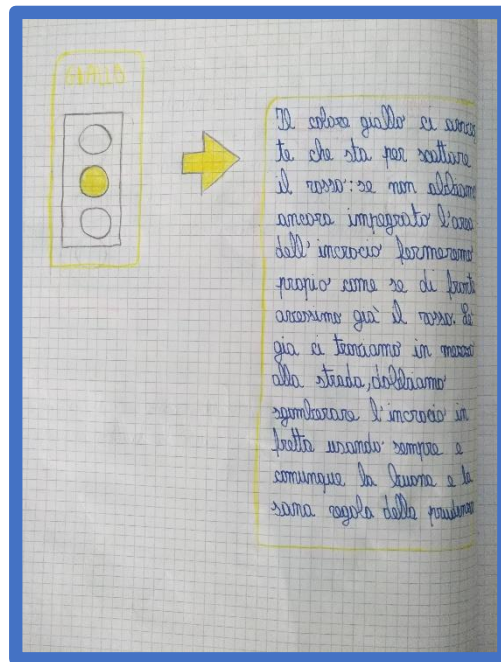 GIALLO
Il colore giallo ci avver
te che sta per scattare
il rosso: se non abbiamo
ancora impegnato l'area
dell'incrocio fermeremo
propio come se di fronte
avessimo già il rosso. Se
già ci troviamo in mezzo
alla strada, dobbiamo
sgomberare l'incrocio in
fretta usando sempre e
comunque la buona e la
sana regola della prudenza